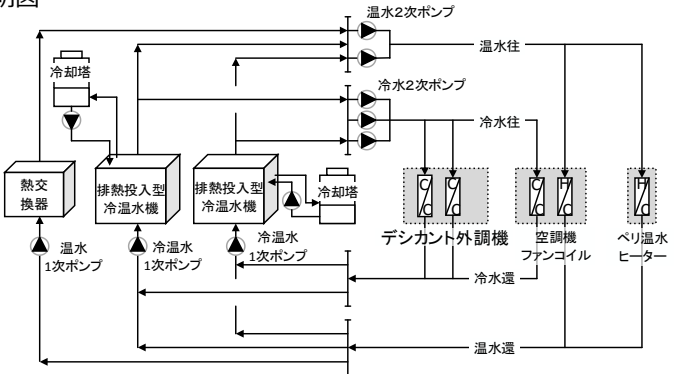 温水2次ポンプ
温水往
冷却塔
冷水2次ポンプ
冷水往
熱交
換器
排熱投入型
冷温水機
排熱投入型
冷温水機
冷却塔
C/C
C/C
C/C
H/C
H/C
デシカント外調機
空調機
ファンコイル
ペリ温水
ヒーター
温水
1次ポンプ
冷温水
1次ポンプ
冷温水
1次ポンプ
冷水還
温水還